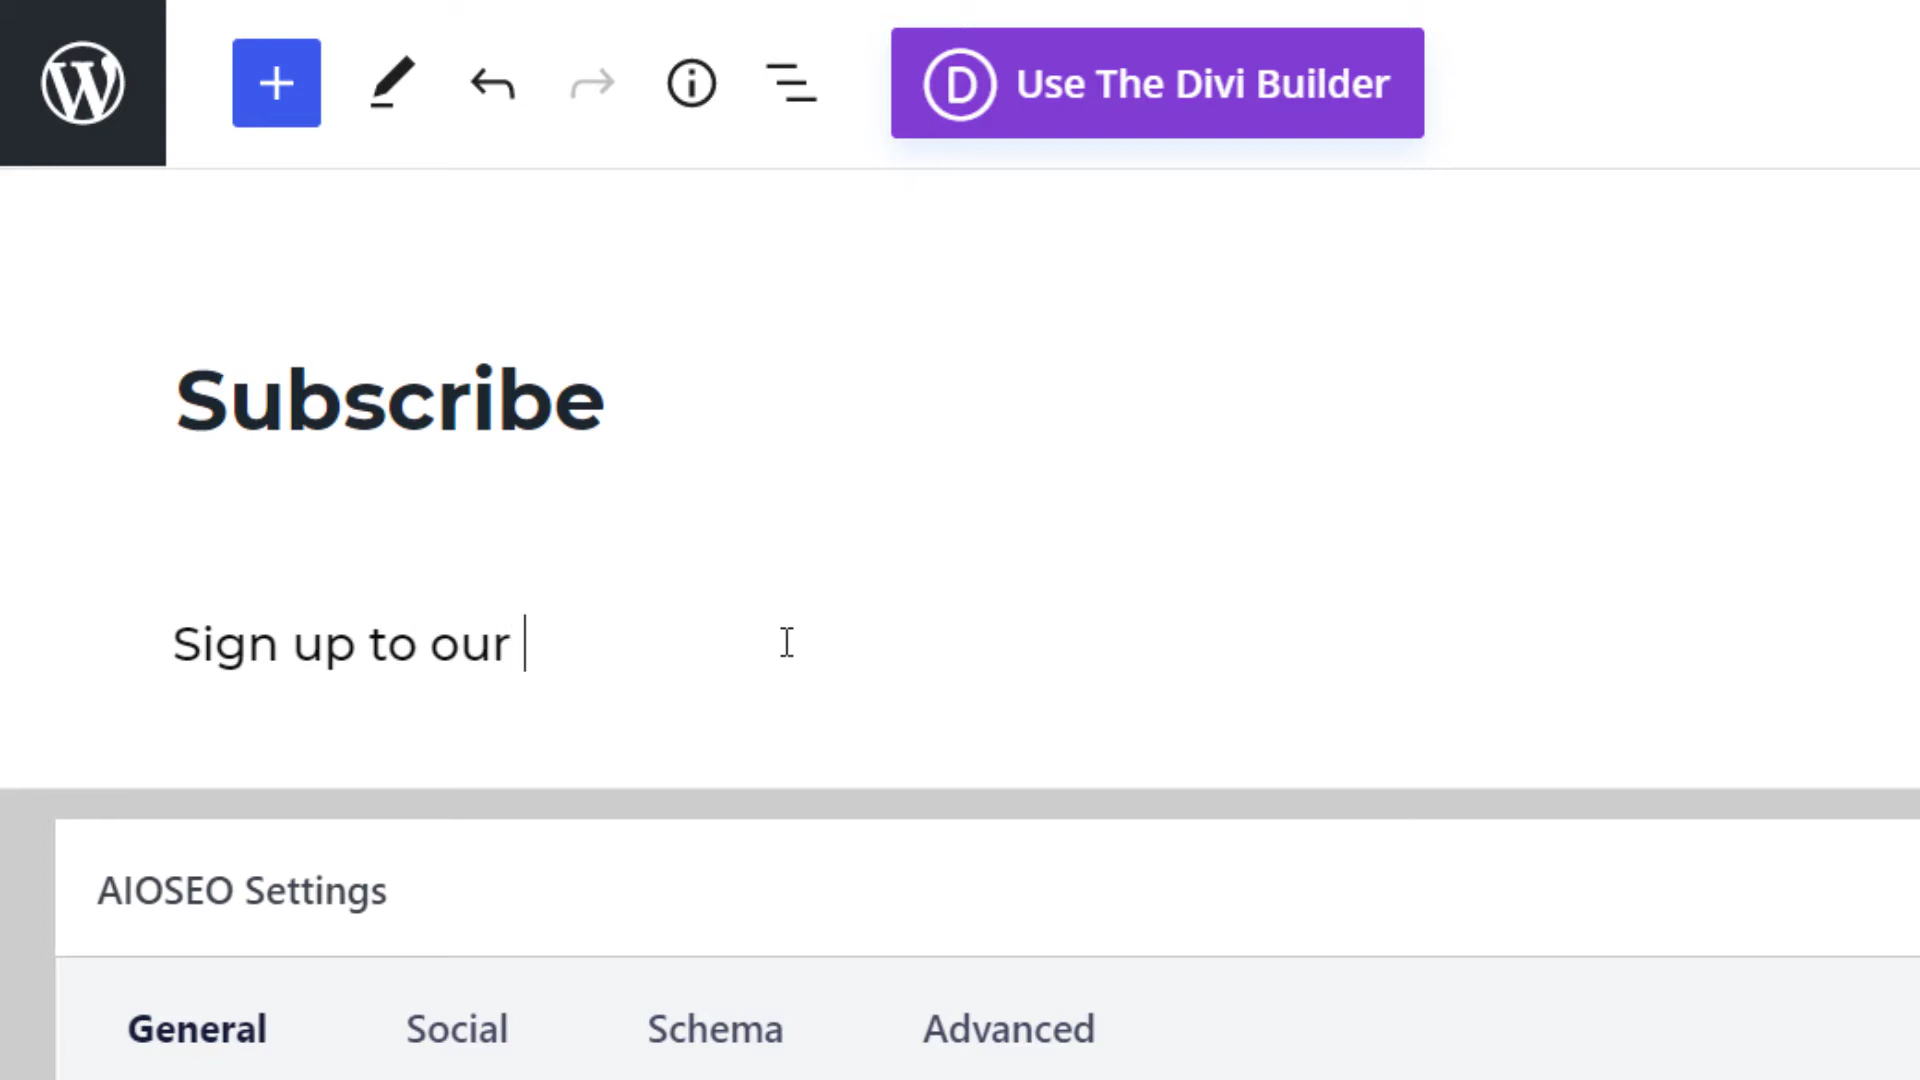 Use The Divi Builder
Subscribe
Sign up to our
AIOSEO Settings
General Social Schema Advanced